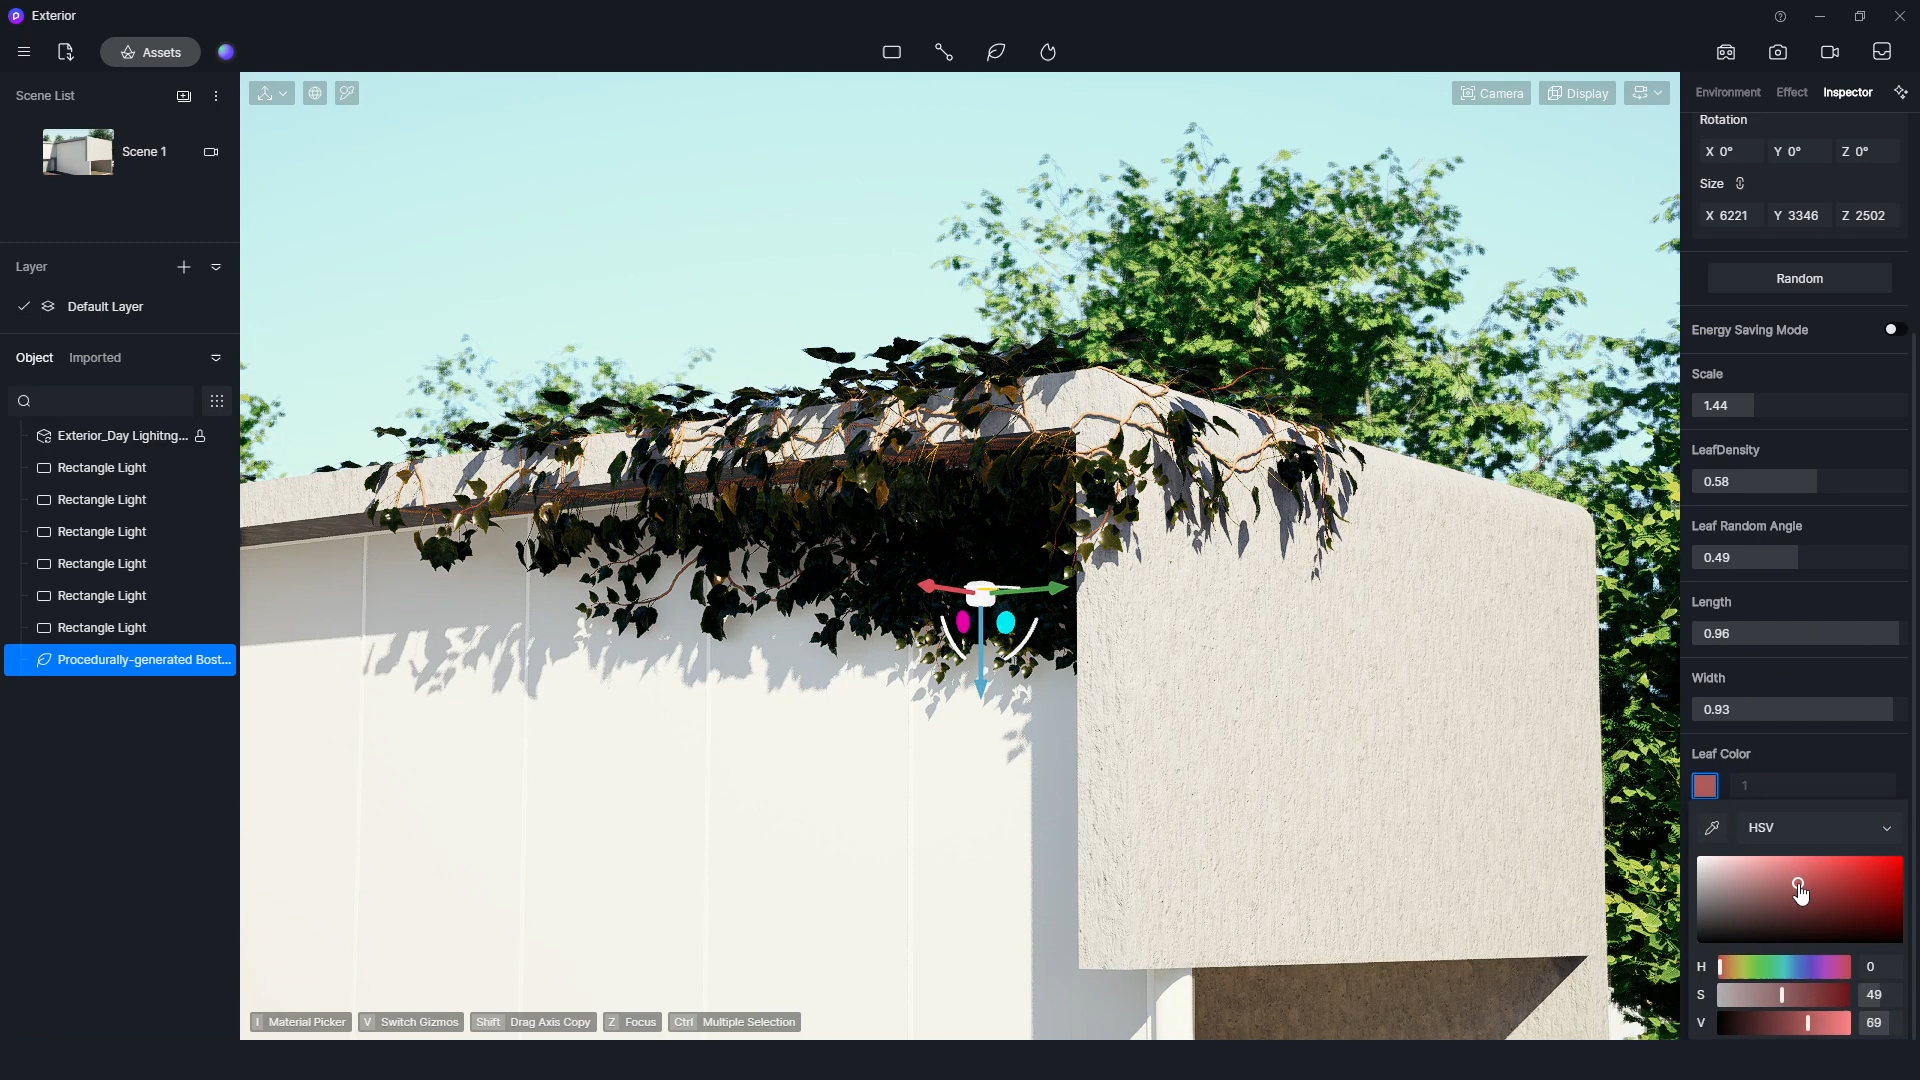 Exterior
Assets
Scene List
Scene 1
Layer
Default Layer
Object Imported
Exterior_Day Lighitng...
Rectangle Light
Rectangle Light
Rectangle Light
Rectangle Light
Rectangle Light
Rectangle Light
Procedurally-generated Bost...
Camera
Display
I Material Picker
V Switch Gizmos
Shift Drag Axis Copy
Z Focus
Ctrl Multiple Selection
Environment Effect Inspector
Rotation
X 0° Y 0° Z 0°
Size
X 6221 Y 3346 Z 2502
Random
Energy Saving Mode
Scale
1.44
LeafDensity
0.58
Leaf Random Angle
0.49
Length
0.96
Width
0.93
Leaf Color
1
HSV
H 0
S 49
V 69